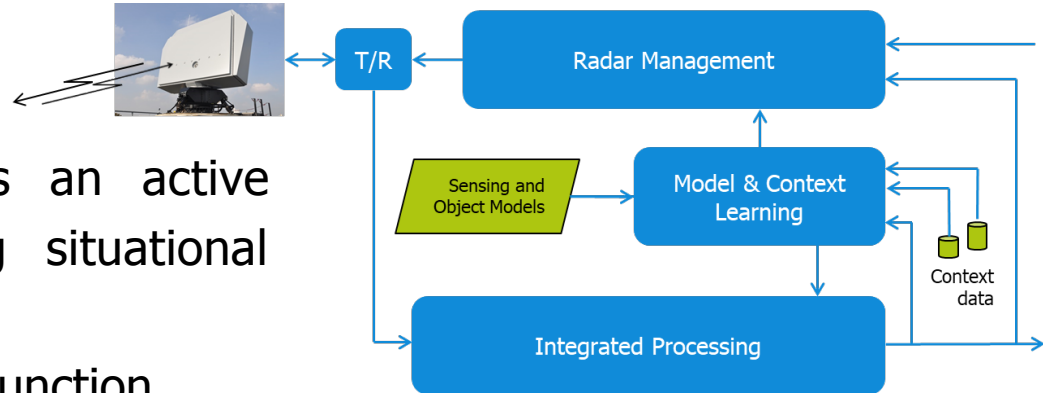 T/R
Radar Management
s an active
Sensing and
Object Models
Model & Context
Learning
g situational
Context
data
Integrated Processing
unction